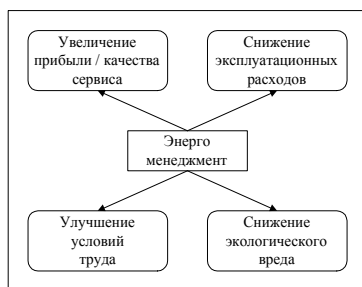 Увеличение
прибыли / качества
сервиса
Снижение
эксплуатационных
расходов
Энерго
менеджмент
Улучшение
условий
труда
Снижение
экологического
вреда